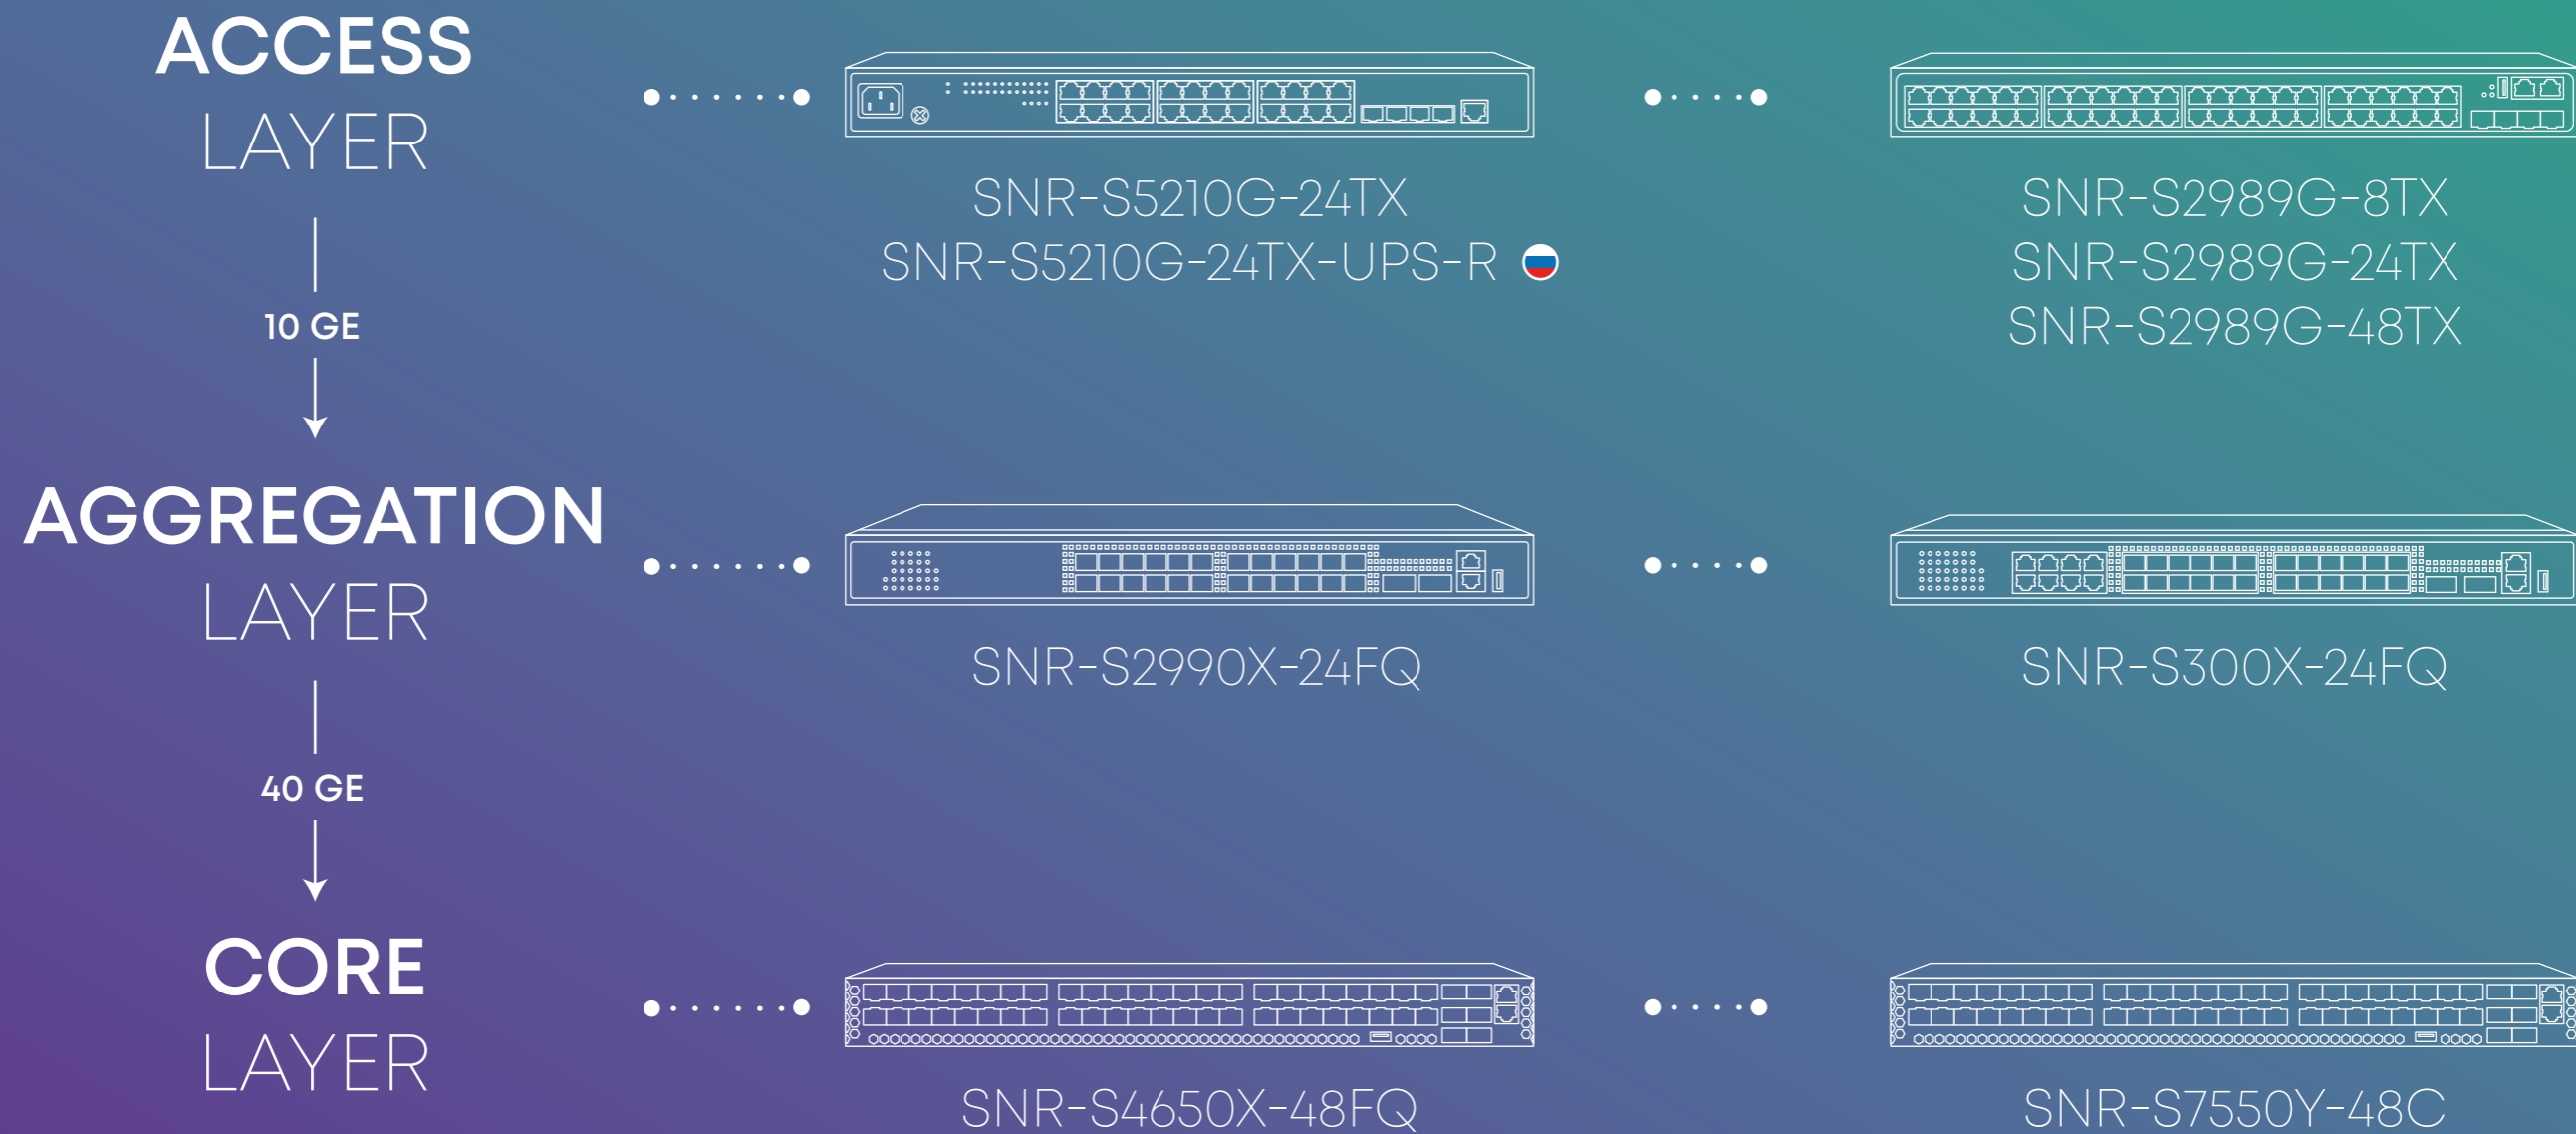 ACCESS
LAYER
SNR-S5210G-24TX
SNR-S5210G-24TX-UPS-R
SNR-S2989G-8TX
SNR-S2989G-24TX
SNR-S2989G-48TX
10 GE
AGGREGATION
LAYER
SNR-S2990X-24FQ
SNR-S300X-24FQ
40 GE
CORE
LAYER
SNR-S4650X-48FQ
SNR-S7550Y-48C